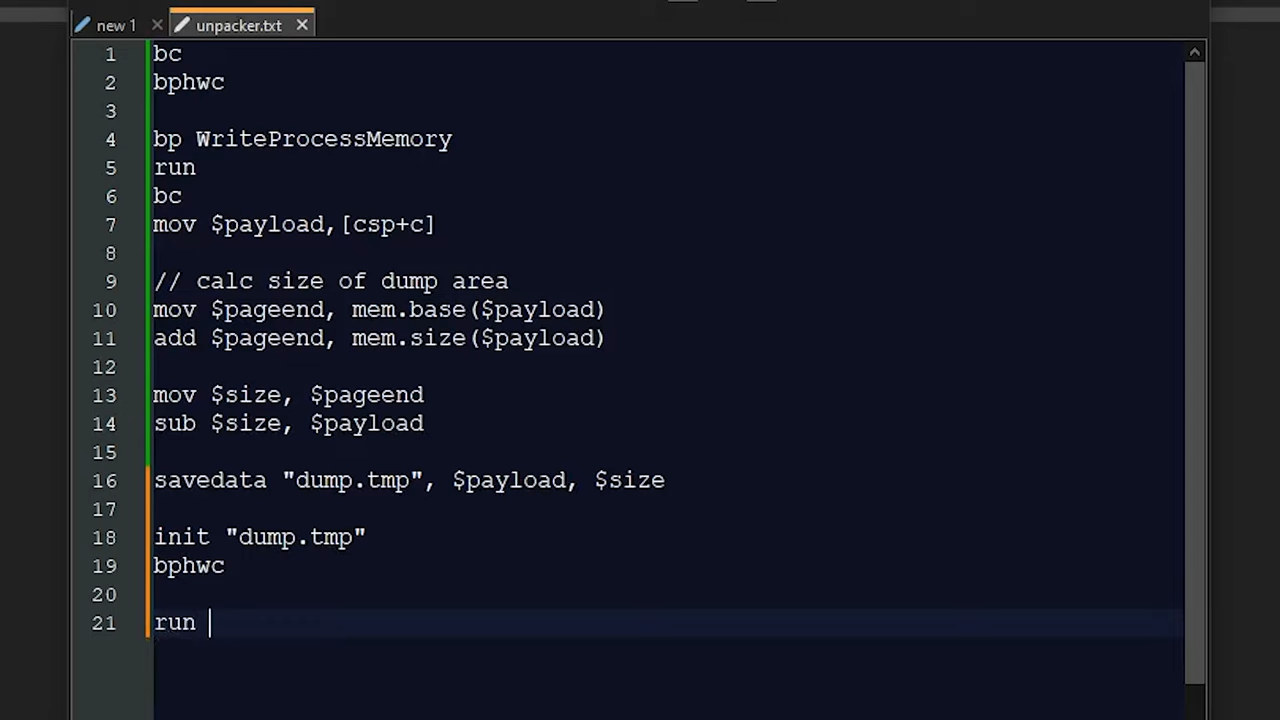 new 1
unpacker.txt
1 bc
2 bphwc
3
4 bp WriteProcessMemory
5 run
6 bc
7 mov $payload,[csp+c]
8
9 // calc size of dump area
10 mov $pageend, mem.base($payload)
11 add $pageend, mem.size($payload)
12
13 mov $size, $pageend
14 sub $size, $payload
15
16 savedata "dump.tmp", $payload, $size
17
18 init "dump.tmp"
19 bphwc
20
21 run